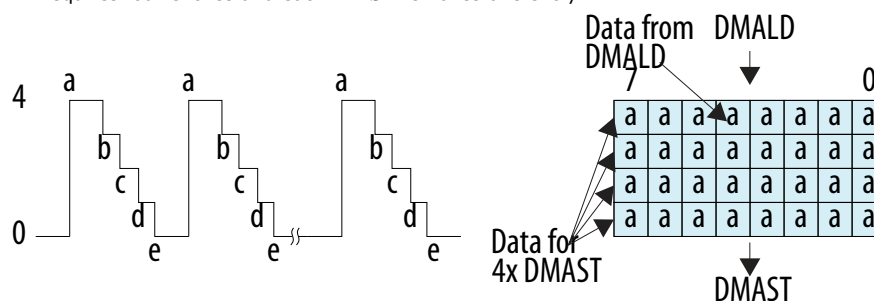 Data from DMALD
DMALD
7 0
a a a
4
b b b
c c c
d d d
0
e e e
a a a a a a a a
a a a a a a a a
a a a a a a a a
a a a a a a a a
Data for
4x DMAST
DMAST